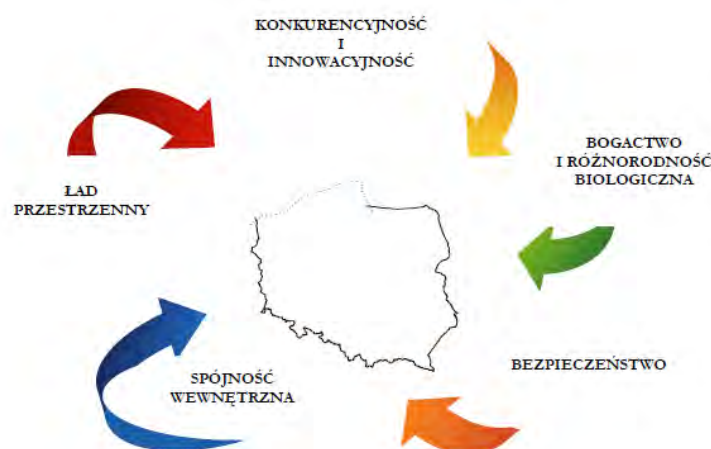 KONKURENCYJNOŚĆ
I
INNOWACYJNOŚĆ
BOGACTWO
I RÓŻNORODNOŚĆ
BIOLOGICZNA
ŁAD
PRZESTRZENNY
BEZPIECZEŃSTWO
SPÓJNOŚĆ
WEWNĘTRZNA